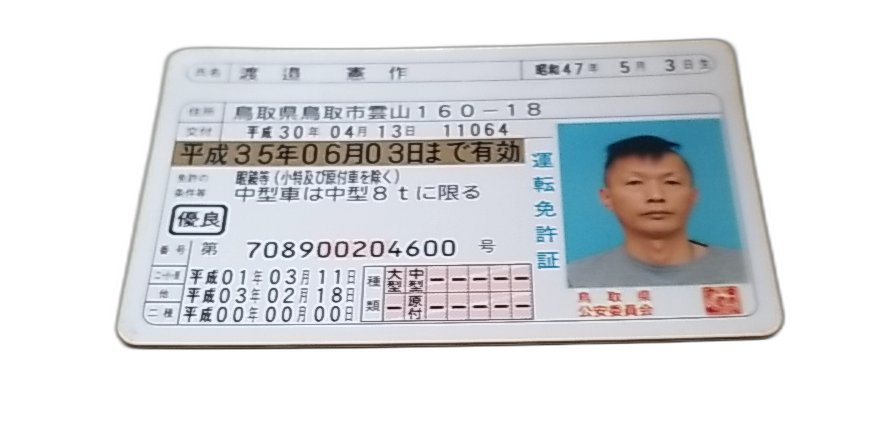 氏名 渡邉 憲作 昭和47年 5月 3日生
住所 鳥取県鳥取市雲山160-18
交付 平成30年04月13日 11064
平成35年06月03日まで有効
免許の条件等 眼鏡等(小特及び原付車を除く)
中型車は中型8tに限る
優良
番号 第 708900204600 号
二・小・原 平成01年03月11日
他 平成03年02月18日
二種 平成00年00月00日
種類 大型 中型 - - - - -
- 原付 - - - - -
運転免許証
鳥取県
公安委員会